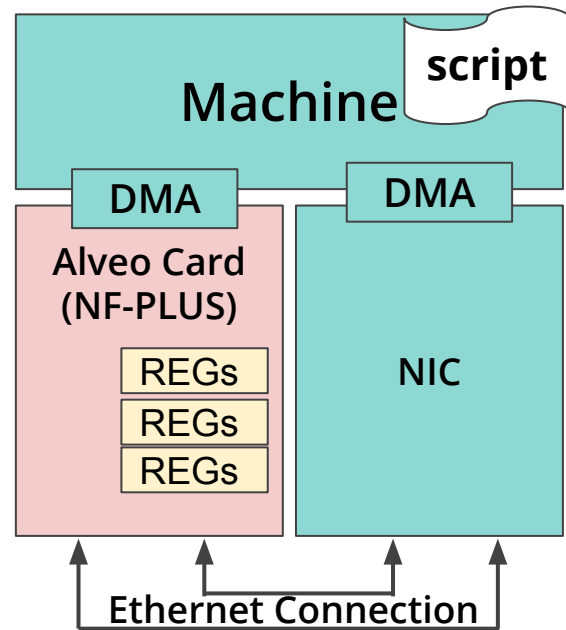 script
Machine
DMA
DMA
Alveo Card
(NF-PLUS)
REGs
REGs
REGs
NIC
Ethernet Connection